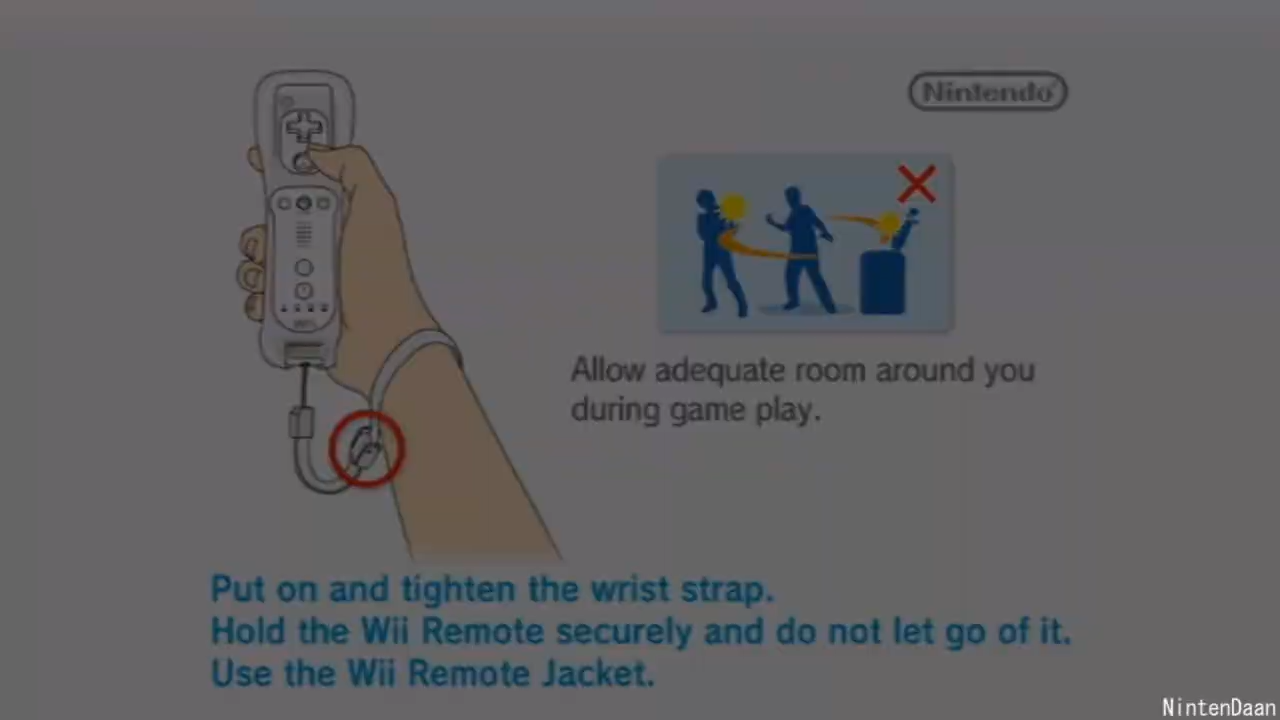 Nintendo
Allow adequate room around you
during game play.
Put on and tighten the wrist strap.
Hold the Wii Remote securely and do not let go of it.
Use the Wii Remote Jacket.
NintenDaan